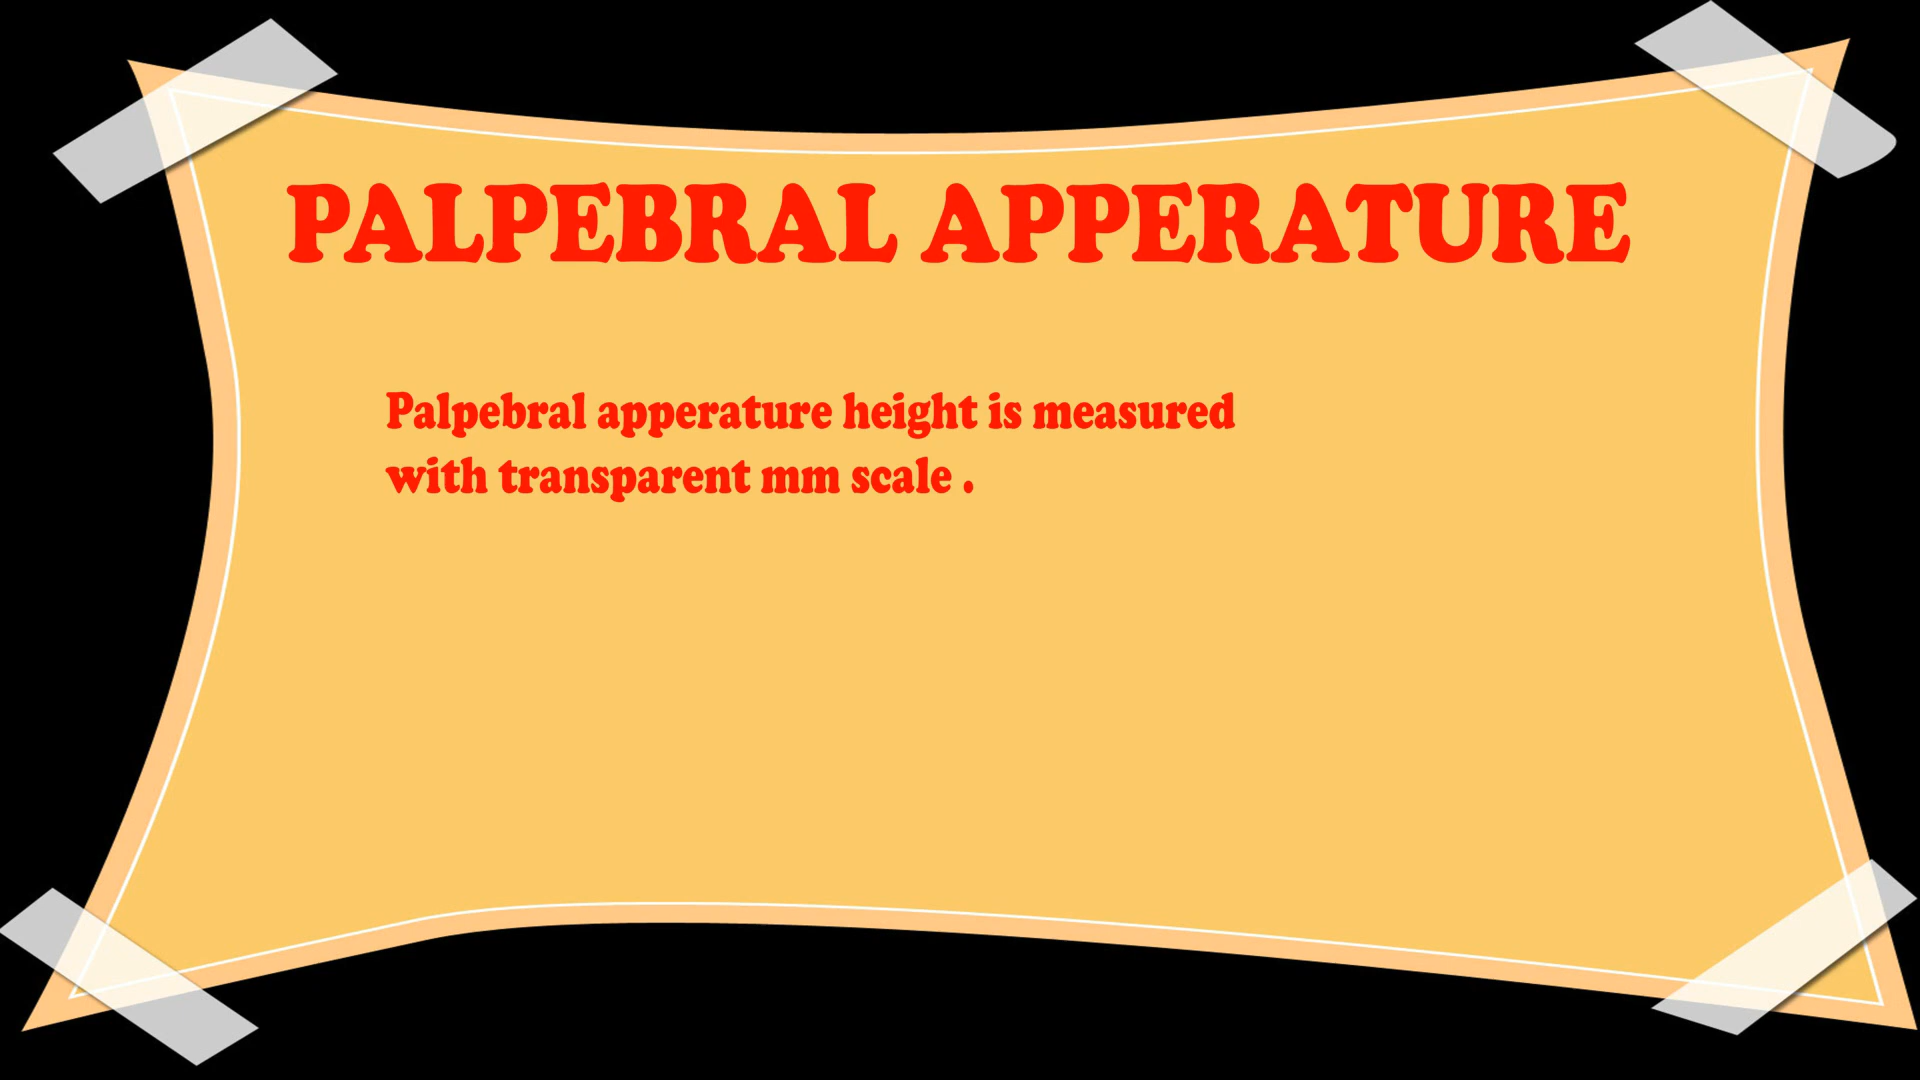 PALPEBRAL APPERATURE
Palpebral apperature height is measured
with transparent mm scale .